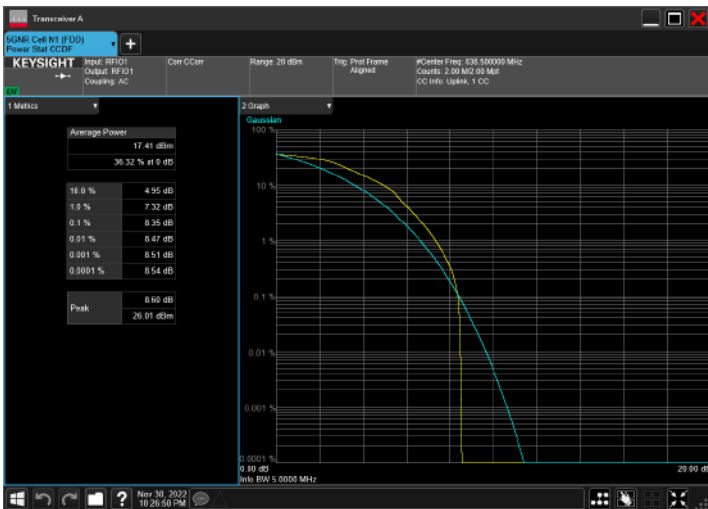 Transceiver A
5GNR Cell N1 (FDD)
Power Stat CCDF
KEYSIGHT
Input: RFIO1
Output: RFIO1
Coupling: AC
Corr CCorr
Range: 20 dBm
Trig: Prot Frame
Aligned
#Center Freq: 836.500000 MHz
Counts: 2.00 M/2.00 Mpt
CC Info: Uplink, 1 CC
1 Metrics
Average Power
17.41 dBm
36.32 % at 0 dB
10.0 % 4.95 dB
1.0 % 7.32 dB
0.1 % 8.35 dB
0.01 % 8.47 dB
0.001 % 8.51 dB
0.0001 % 8.54 dB
Peak 8.60 dB
26.01 dBm
2 Graph
Gaussian
100 %
10 %
1 %
0.1 %
0.01 %
0.001 %
0.0001 %
0.00 dB 20.00 dB
Info BW 5.0000 MHz
Nov 30, 2022
10:26:50 PM